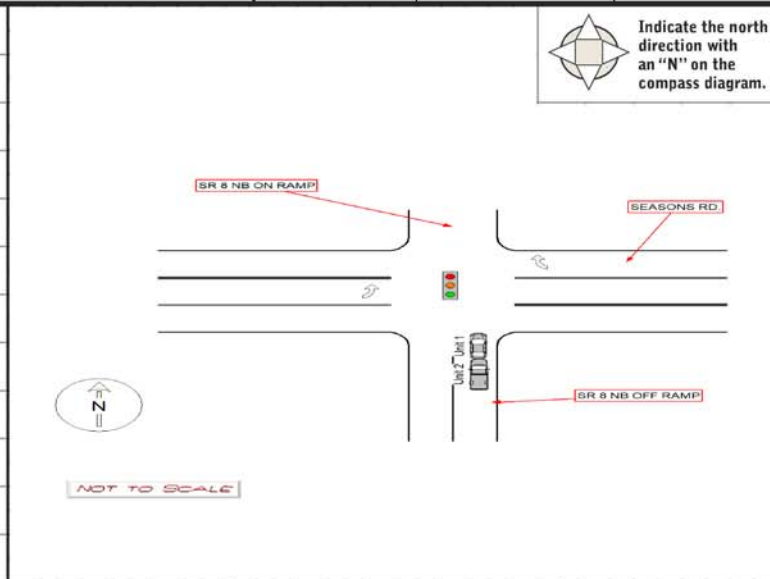 Indicate the north
direction with
an “N” on the
compass diagram.
SR 8 NB ON RAMP
SEASONS RD.
Unit 2 Unit 1
SR 8 NB OFF RAMP
N
NOT TO SCALE